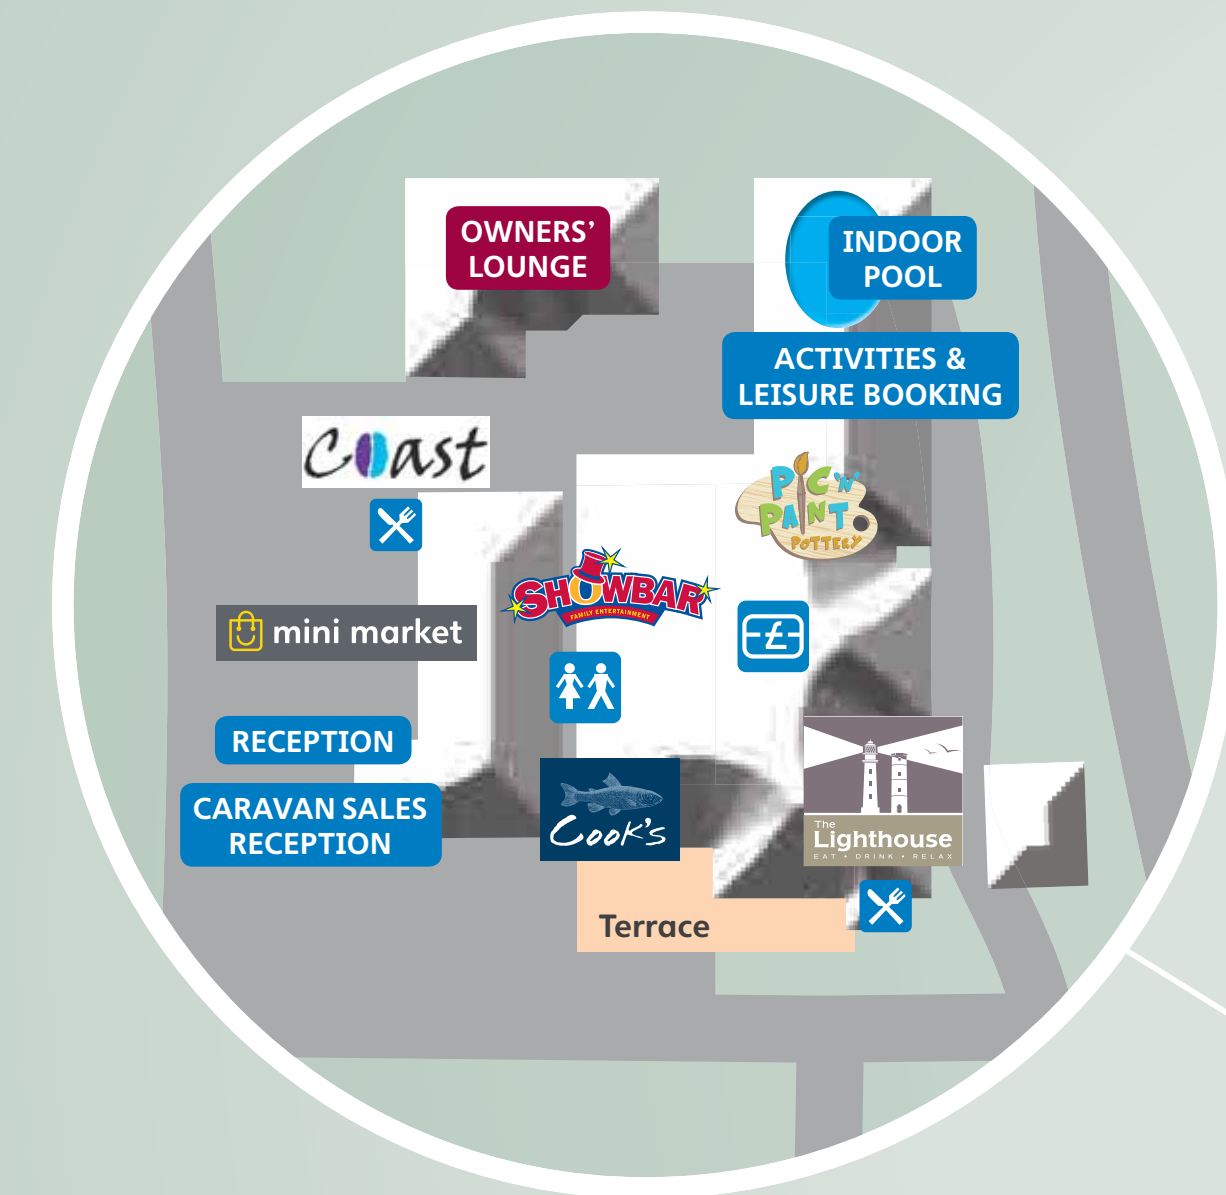 OWNERS’
LOUNGE
INDOOR
POOL
ACTIVITIES &
LEISURE BOOKING
Coast
PIC 'N'
PAINT
POTTERY
SHOWBAR
FAMILY ENTERTAINMENT
mini market
£
RECEPTION
CARAVAN SALES
RECEPTION
Cook's
The
Lighthouse
EAT • DRINK • RELAX
Terrace